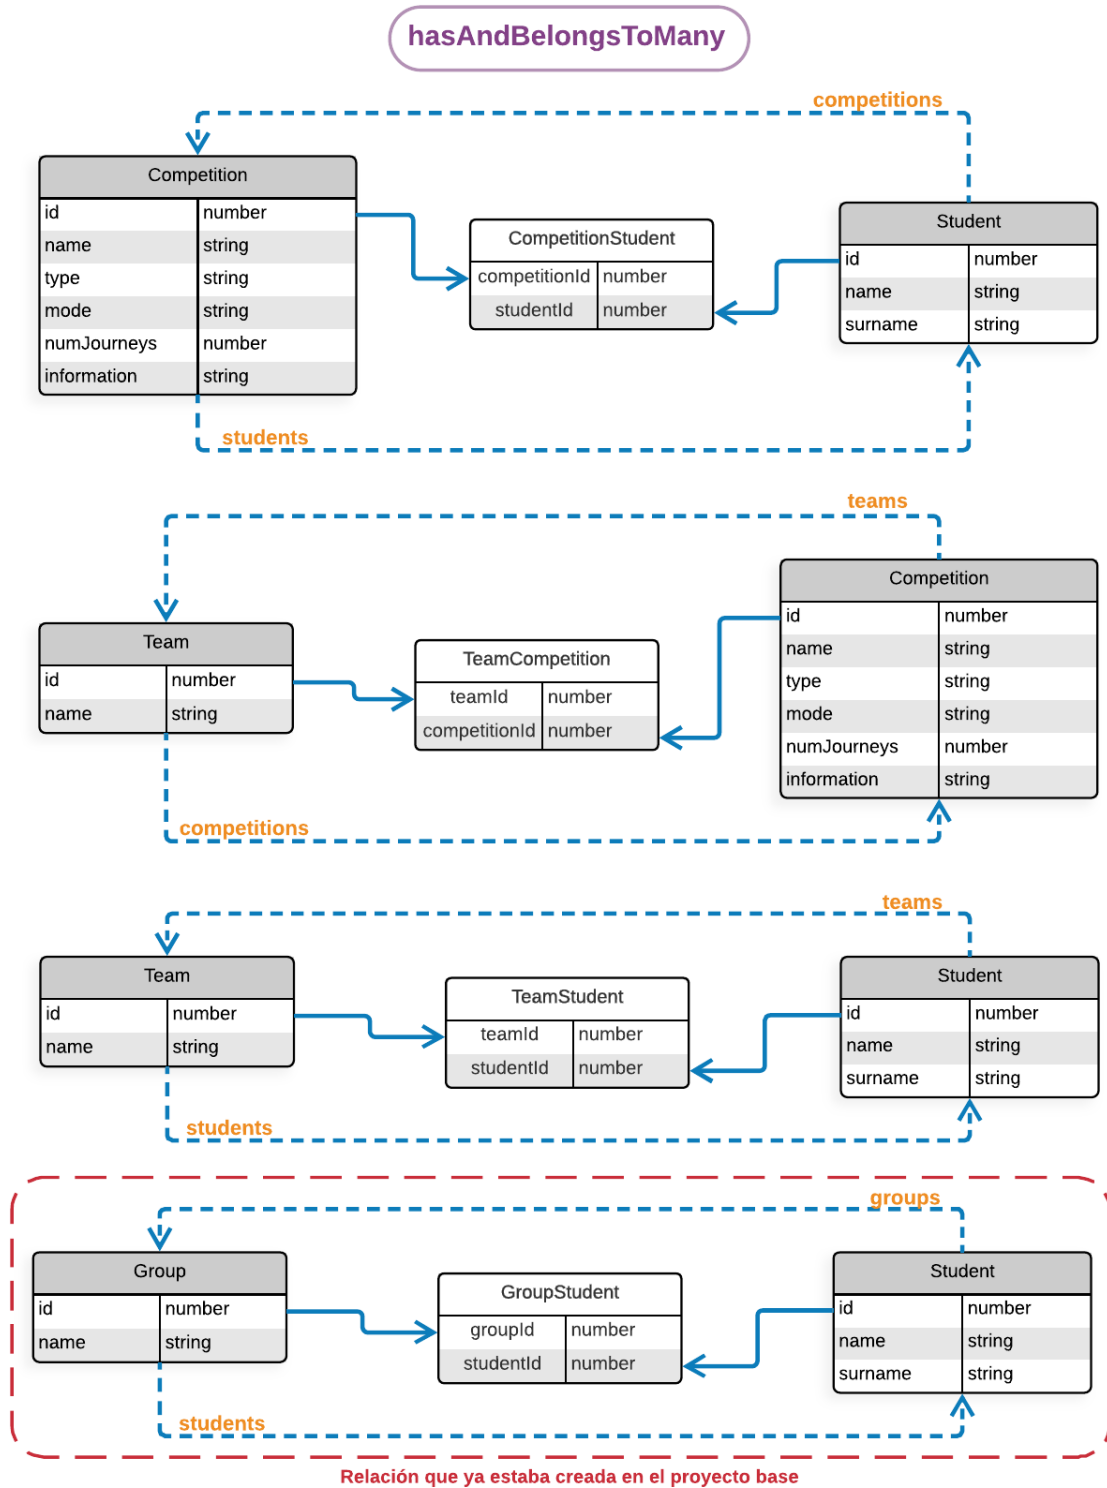 hasAndBelongsToMany
competitions
Competition
id number
name string
type string
mode string
numJourneys number
information string
CompetitionStudent
competitionId number
studentId number
Student
id number
name string
surname string
students
teams
Team
id number
name string
TeamCompetition
teamId number
competitionId number
Competition
id number
name string
type string
mode string
numJourneys number
information string
competitions
teams
Team
id number
name string
TeamStudent
teamId number
studentId number
Student
id number
name string
surname string
students
groups
Group
id number
name string
GroupStudent
groupId number
studentId number
Student
id number
name string
surname string
students
Relación que ya estaba creada en el proyecto base